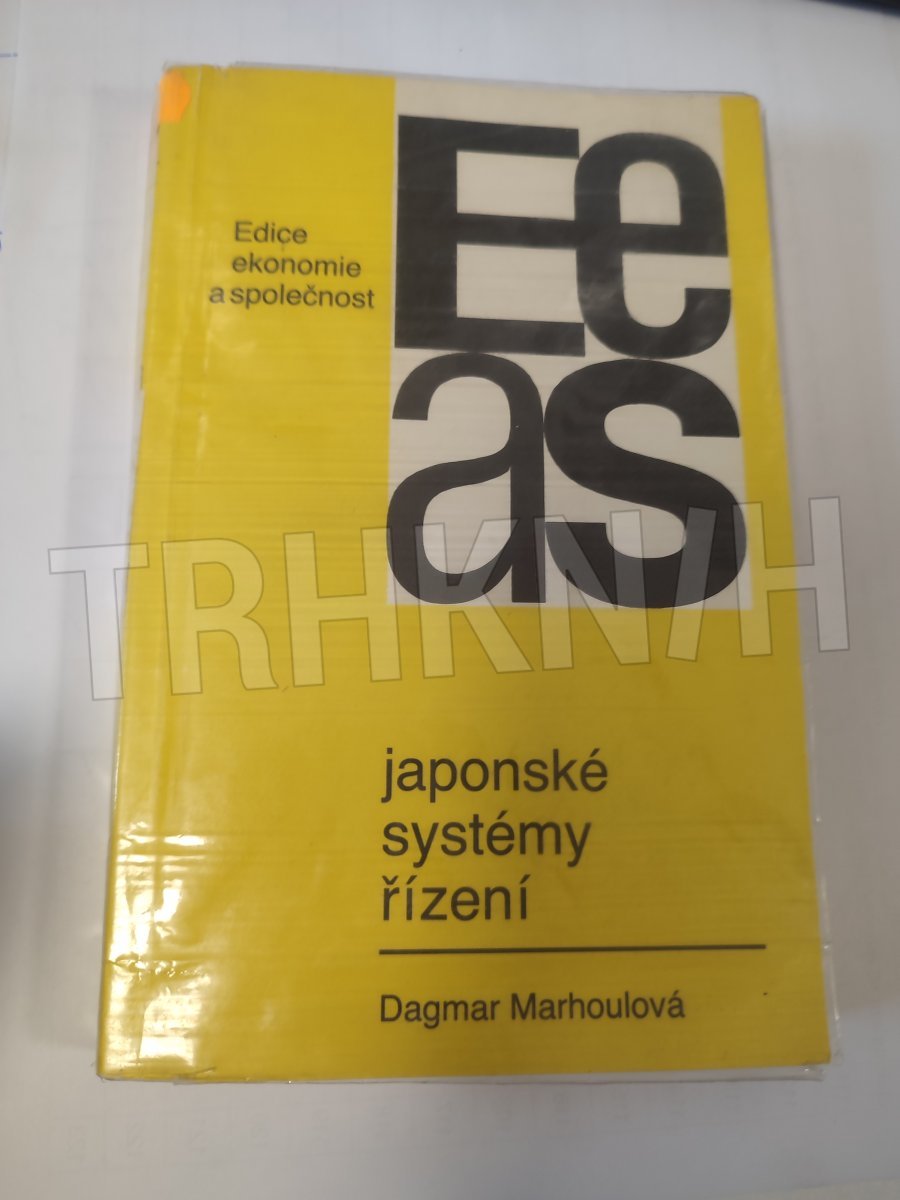 Edice
ekonomie
a společnost
Ee
as
TRHKNIH
japonské
systémy
řízení
Dagmar Marhoulová